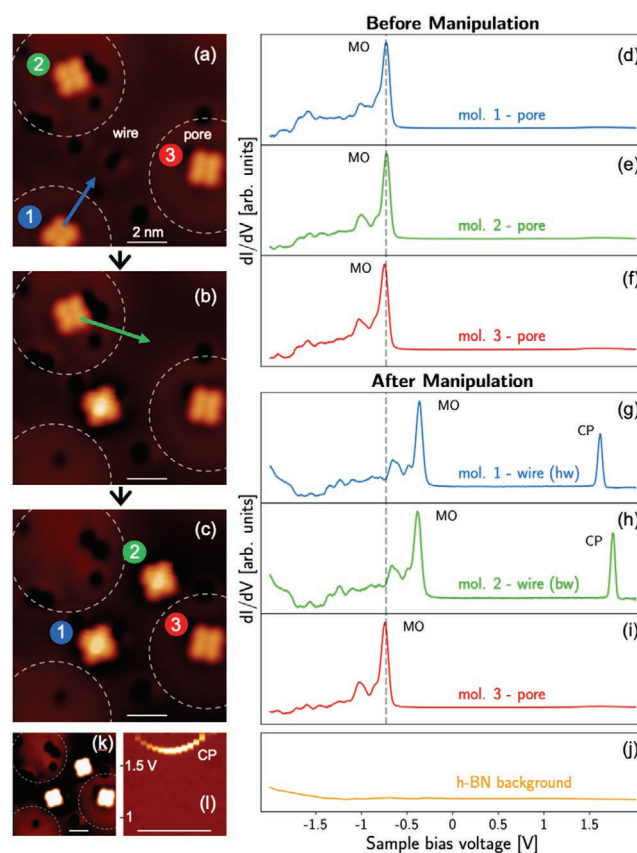 Before Manipulation
(a)
2
wire
pore
3
1
2 nm
(b)
(c)
2
1
3
(k)
CP
1.5 V
(l)
1
dI/dV [arb. units]
MO
(d)
mol. 1 - pore
MO
(e)
mol. 2 - pore
MO
(f)
mol. 3 - pore
After Manipulation
dI/dV [arb. units]
MO
(g)
CP
mol. 1 - wire (hw)
MO
(h)
CP
mol. 2 - wire (bw)
MO
(i)
mol. 3 - pore
(j)
h-BN background
-1.5 -1 -0.5 0 0.5 1 1.5
Sample bias voltage [V]